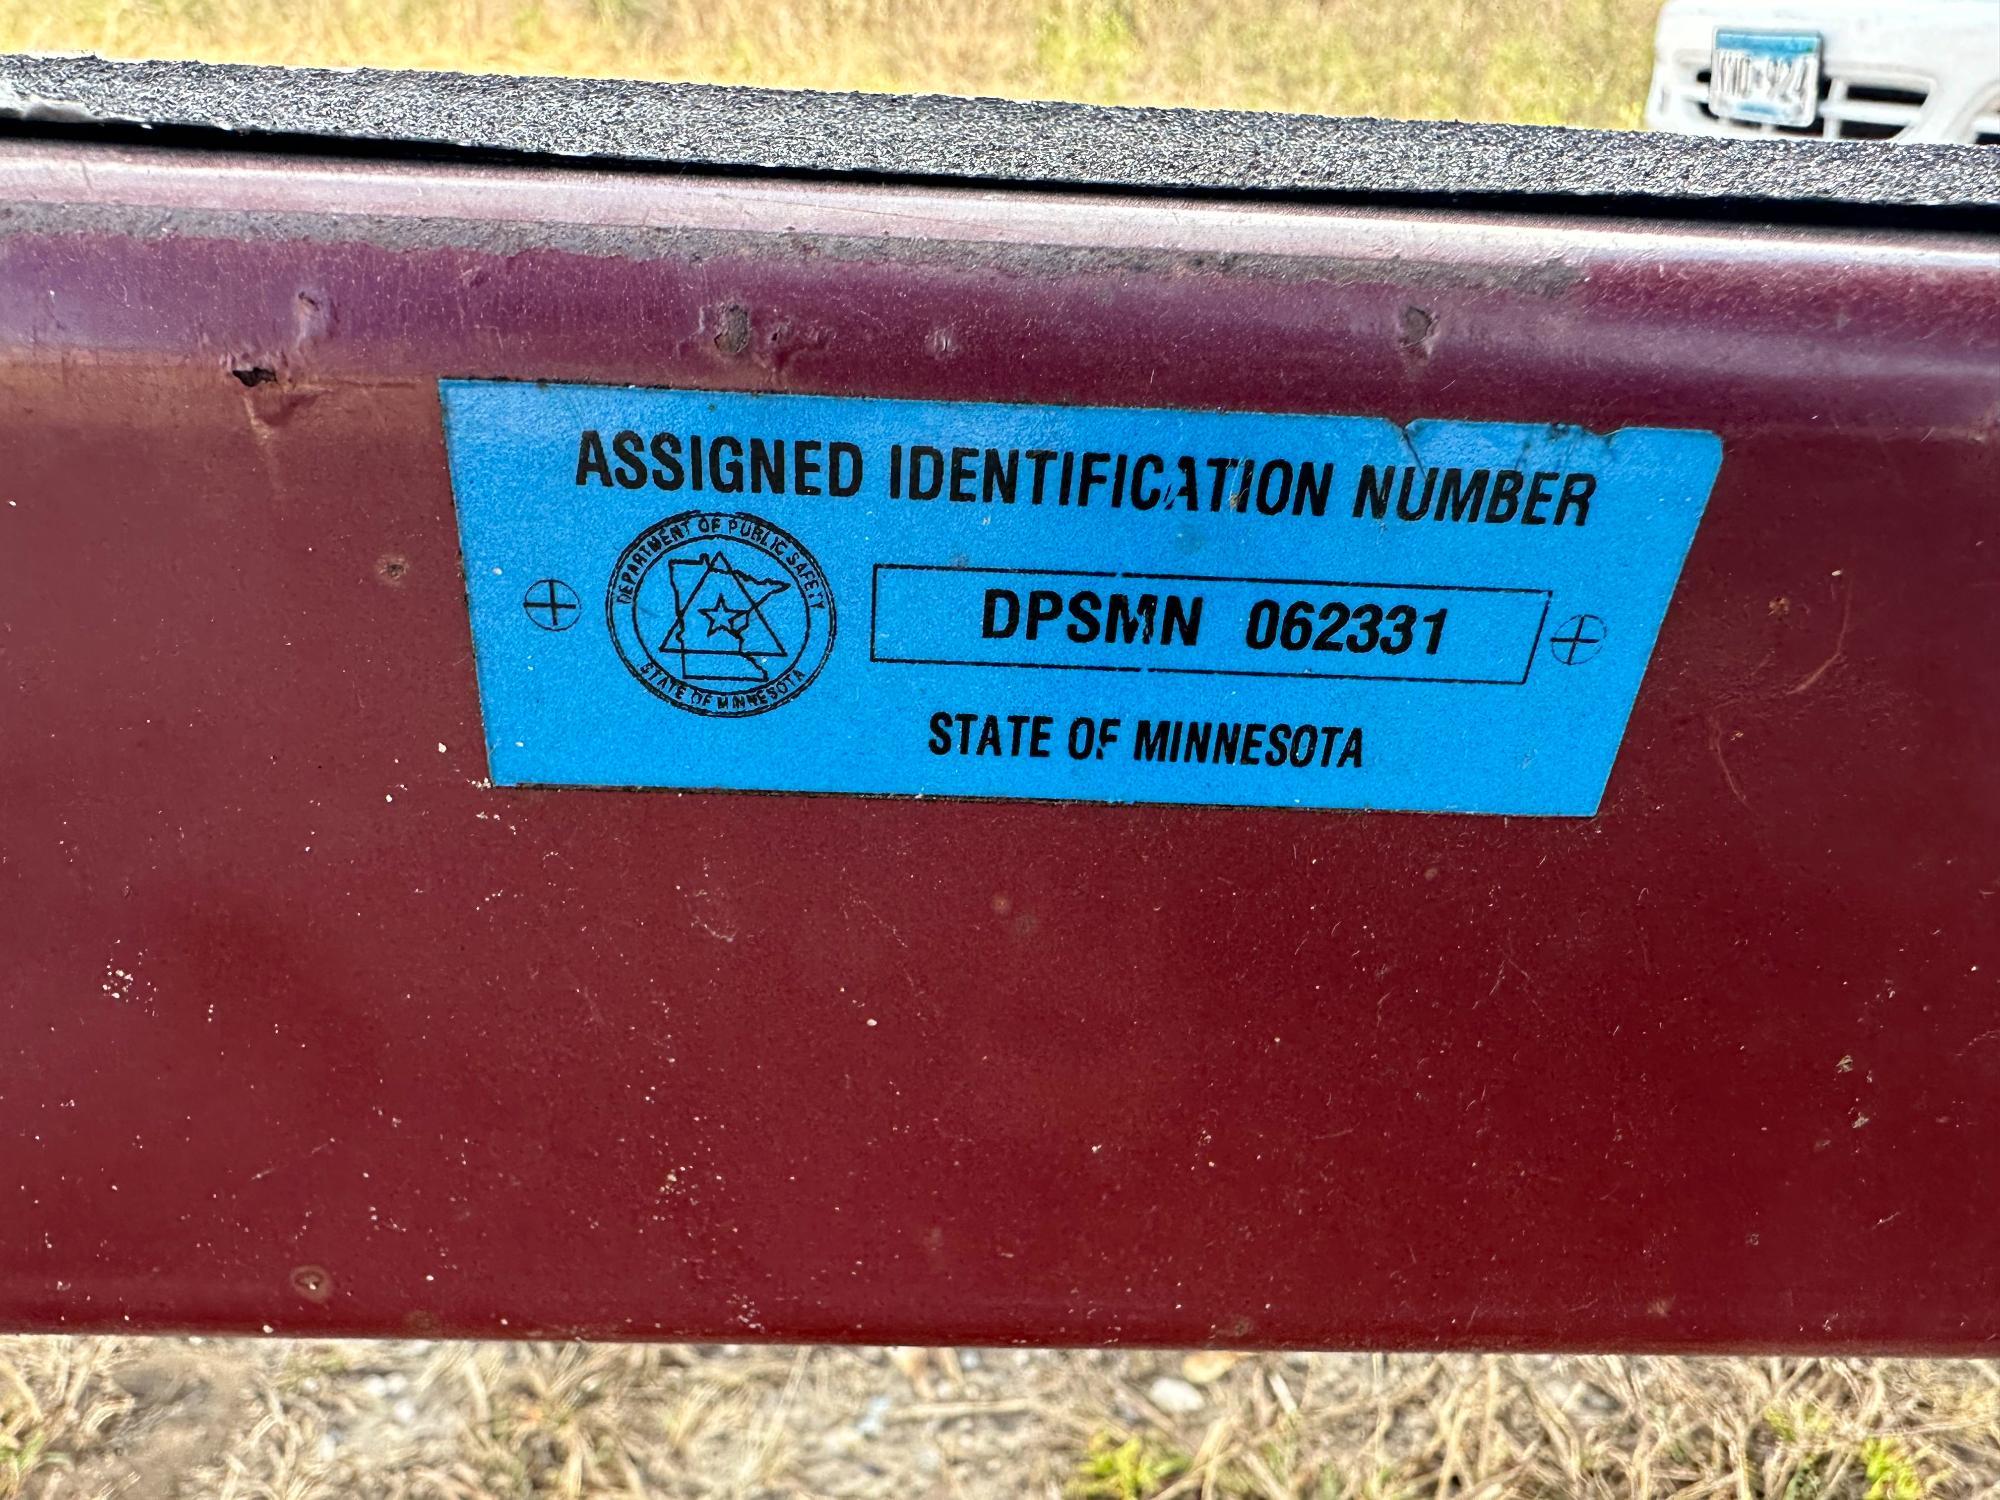 ASSIGNED IDENTIFICATION NUMBER
DEPARTMENT OF PUBLIC SAFETY
STATE OF MINNESOTA
DPSMN 062331
STATE OF MINNESOTA